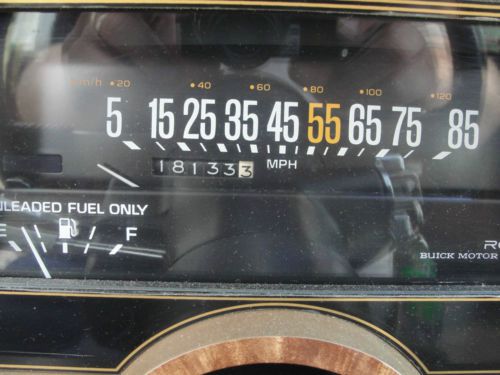 km/h 20 40 60 80 100 120
5 15 25 35 45 55 65 75 85
181333 MPH
UNLEADED FUEL ONLY
E F
BUICK MOTOR